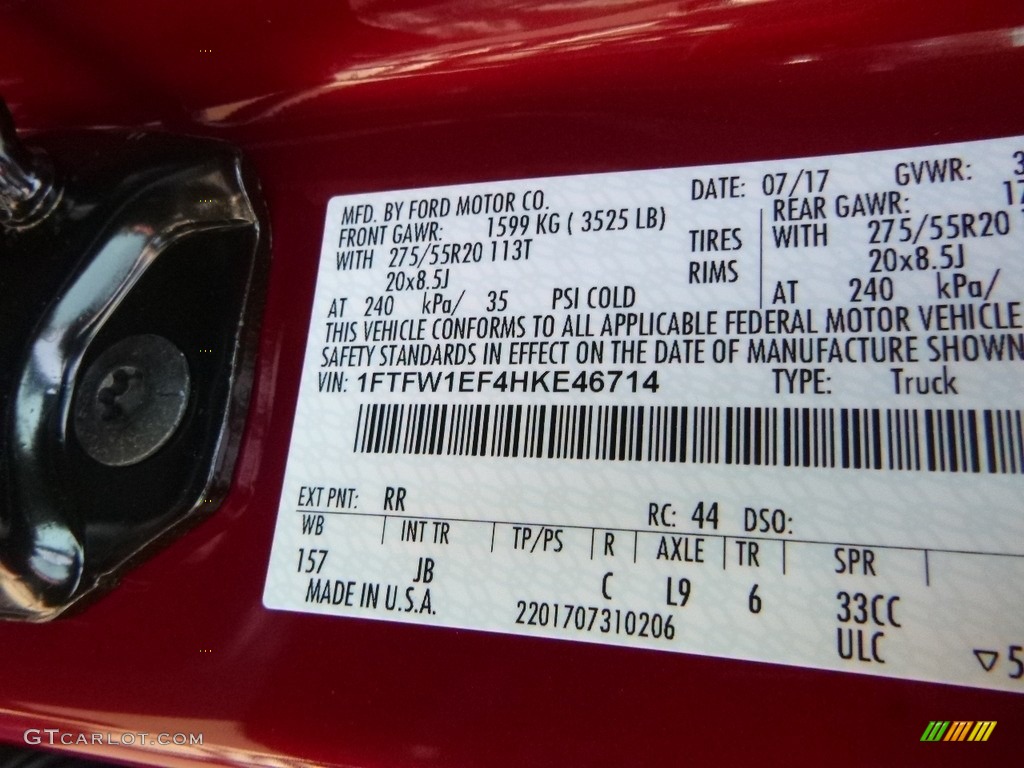 MFD. BY FORD MOTOR CO. DATE: 07/17 GVWR: 3
FRONT GAWR: 1599 KG ( 3525 LB) REAR GAWR: 17
WITH 275/55R20 113T TIRES WITH 275/55R20
20x8.5J RIMS 20x8.5J
AT 240 kPa/ 35 PSI COLD AT 240 kPa/
THIS VEHICLE CONFORMS TO ALL APPLICABLE FEDERAL MOTOR VEHICLE
SAFETY STANDARDS IN EFFECT ON THE DATE OF MANUFACTURE SHOWN
VIN: 1FTFW1EF4HKE46714 TYPE: Truck
EXT PNT: RR RC: 44 DSO:
WB INT TR TP/PS R AXLE TR SPR
157 JB C L9 6 33CC
MADE IN U.S.A. 2201707310206 ULC ▽5
GTCARLOT.COM